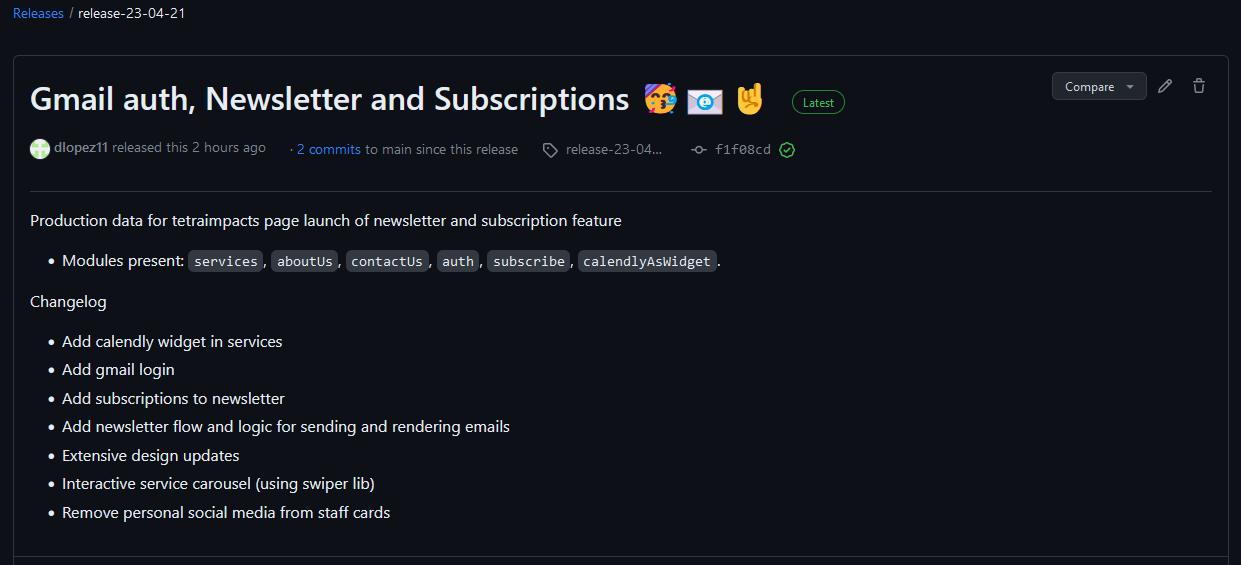 Releases / release-23-04-21
Gmail auth, Newsletter and Subscriptions 🥳 📧 🤘 Latest
Compare
dlopez11 released this 2 hours ago · 2 commits to main since this release release-23-04... f1f08cd
Production data for tetraimpacts page launch of newsletter and subscription feature
• Modules present: services, aboutUs, contactUs, auth, subscribe, calendlyAsWidget.
Changelog
• Add calendly widget in services
• Add gmail login
• Add subscriptions to newsletter
• Add newsletter flow and logic for sending and rendering emails
• Extensive design updates
• Interactive service carousel (using swiper lib)
• Remove personal social media from staff cards